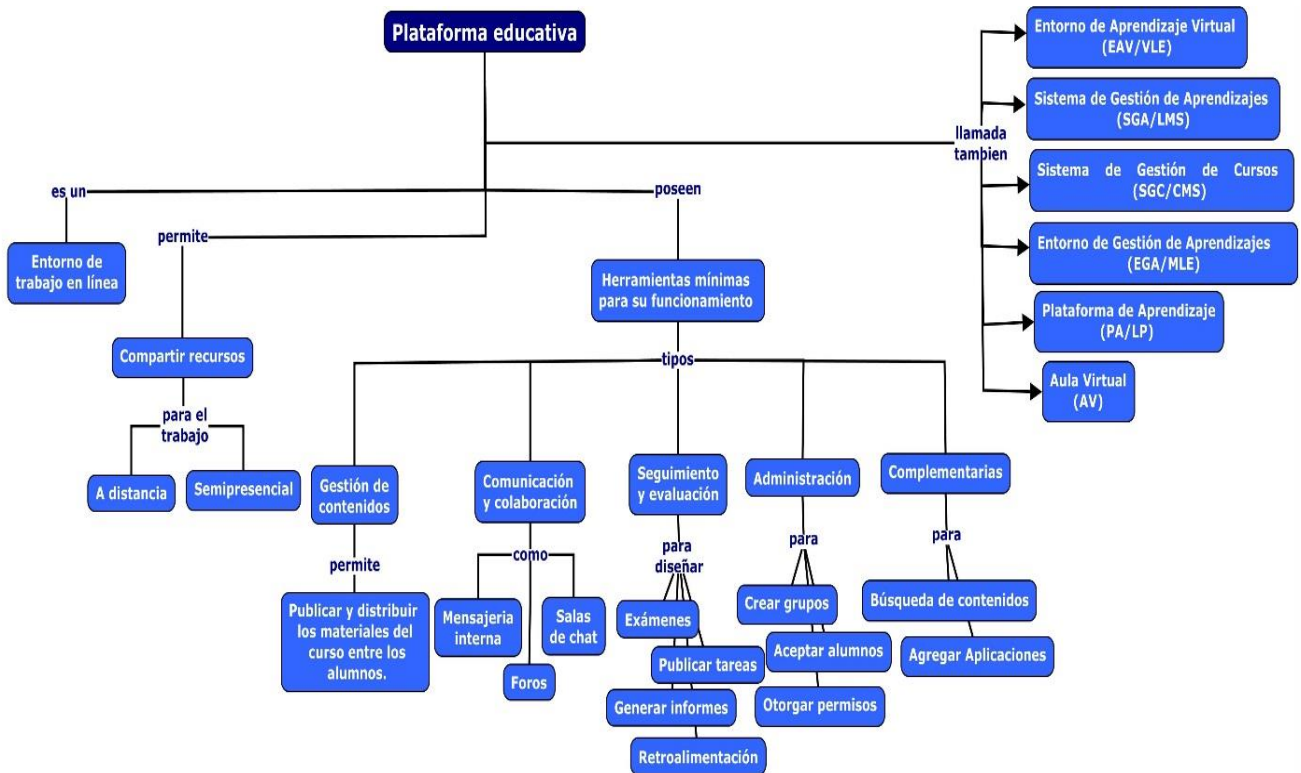 Plataforma educativa
Entorno de Aprendizaje Virtual
(EAV/VLE)
Sistema de Gestión de Aprendizajes
(SGA/LMS)
llamada
tambien
Sistema de Gestión de Cursos
(SGC/CMS)
Entorno de Gestión de Aprendizajes
(EGA/MLE)
Plataforma de Aprendizaje
(PA/LP)
Aula Virtual
(AV)
es un
Entorno de
trabajo en línea
permite
Compartir recursos
para el
trabajo
A distancia
Semipresencial
poseen
Herramientas mínimas
para su funcionamiento
tipos
Gestión de
contenidos
permite
Publicar y distribuir
los materiales del
curso entre los
alumnos.
Comunicación
y colaboración
como
Mensajeria
interna
Foros
Salas
de chat
Seguimiento
y evaluación
para
diseñar
Exámenes
Publicar tareas
Generar informes
Retroalimentación
Administración
para
Crear grupos
Aceptar alumnos
Otorgar permisos
Complementarias
para
Búsqueda de contenidos
Agregar Aplicaciones